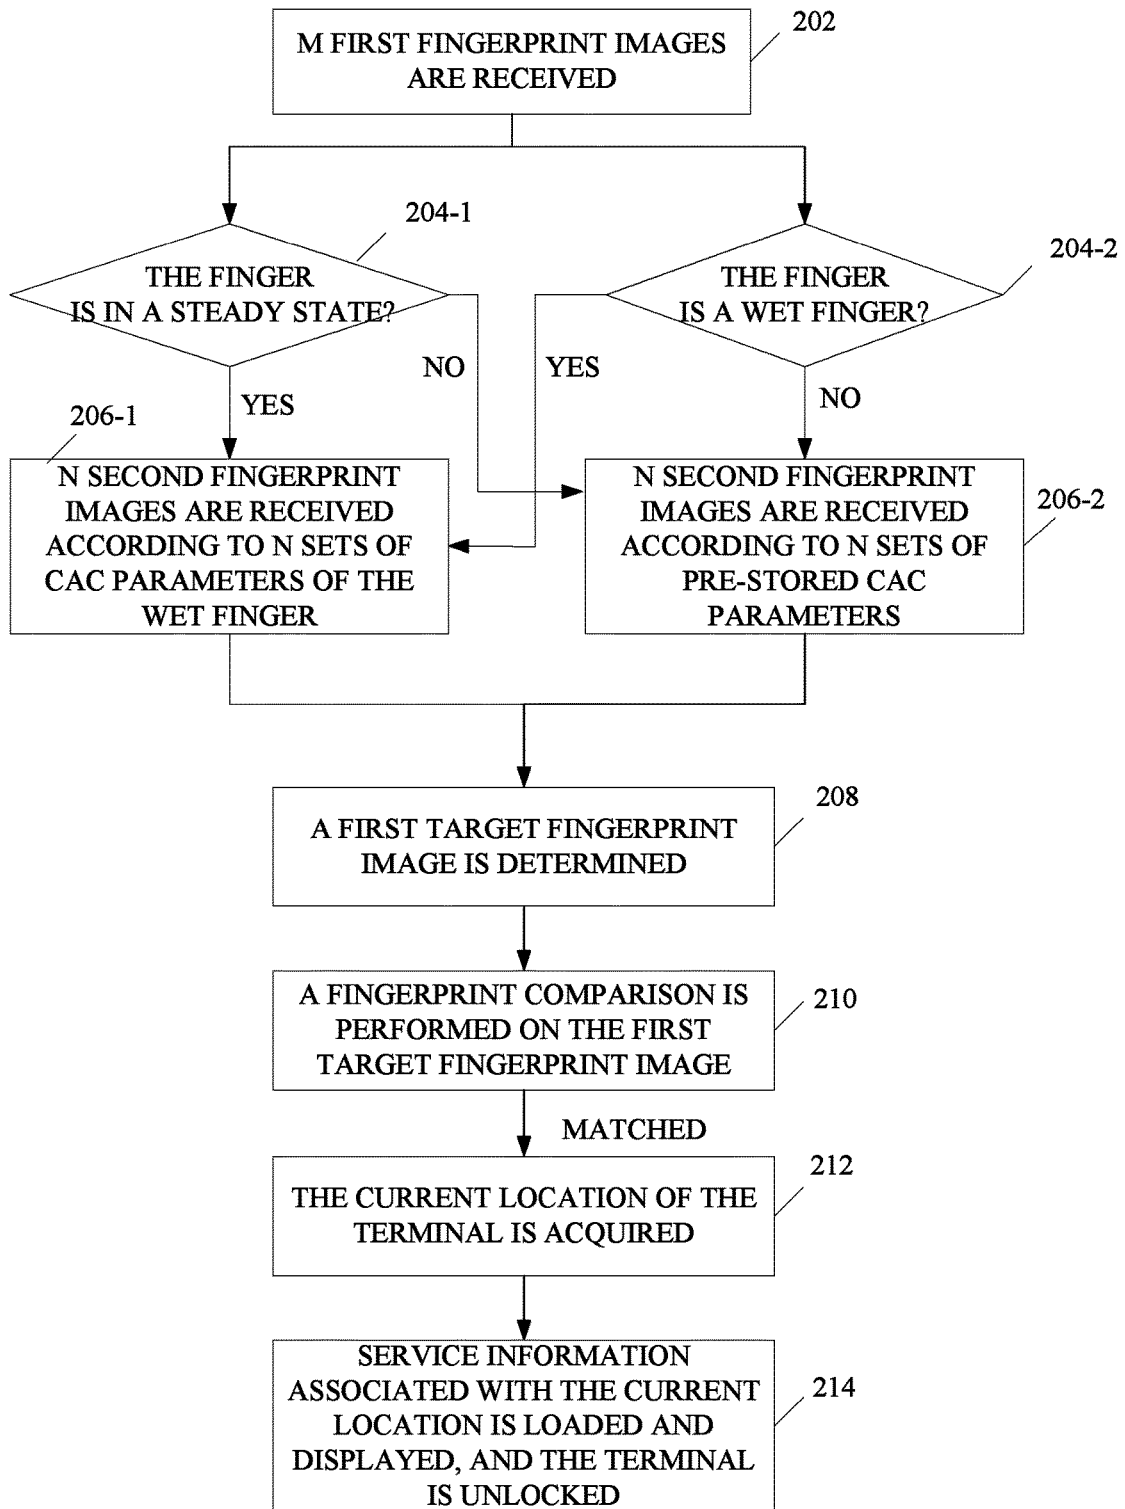 M FIRST FINGERPRINT IMAGES
ARE RECEIVED
202
204-1
THE FINGER
IS IN A STEADY STATE?
204-2
THE FINGER
IS A WET FINGER?
NO
YES
YES
NO
206-1
N SECOND FINGERPRINT
IMAGES ARE RECEIVED
ACCORDING TO N SETS OF
CAC PARAMETERS OF THE
WET FINGER
N SECOND FINGERPRINT
IMAGES ARE RECEIVED
ACCORDING TO N SETS OF
PRE-STORED CAC
PARAMETERS
206-2
A FIRST TARGET FINGERPRINT
IMAGE IS DETERMINED
208
A FINGERPRINT COMPARISON IS
PERFORMED ON THE FIRST
TARGET FINGERPRINT IMAGE
210
MATCHED
THE CURRENT LOCATION OF THE
TERMINAL IS ACQUIRED
212
SERVICE INFORMATION
ASSOCIATED WITH THE CURRENT
LOCATION IS LOADED AND
DISPLAYED, AND THE TERMINAL
IS UNLOCKED
214